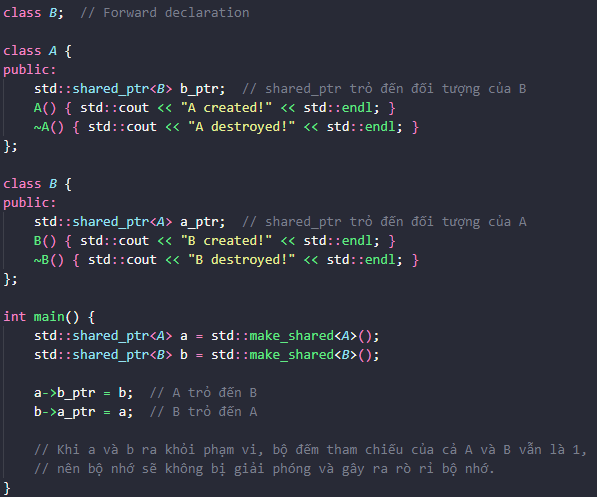 class B;  // Forward declaration
class A {
public:
    std::shared_ptr<B> b_ptr;  // shared_ptr trỏ đến đối tượng của B
    A() { std::cout << "A created!" << std::endl; }
    ~A() { std::cout << "A destroyed!" << std::endl; }
};
class B {
public:
    std::shared_ptr<A> a_ptr;  // shared_ptr trỏ đến đối tượng của A
    B() { std::cout << "B created!" << std::endl; }
    ~B() { std::cout << "B destroyed!" << std::endl; }
};
int main() {
    std::shared_ptr<A> a = std::make_shared<A>();
    std::shared_ptr<B> b = std::make_shared<B>();
    a->b_ptr = b;  // A trỏ đến B
    b->a_ptr = a;  // B trỏ đến A
    // Khi a và b ra khỏi phạm vi, bộ đếm tham chiếu của cả A và B vẫn là 1,
    // nên bộ nhớ sẽ không bị giải phóng và gây ra rò rỉ bộ nhớ.
}